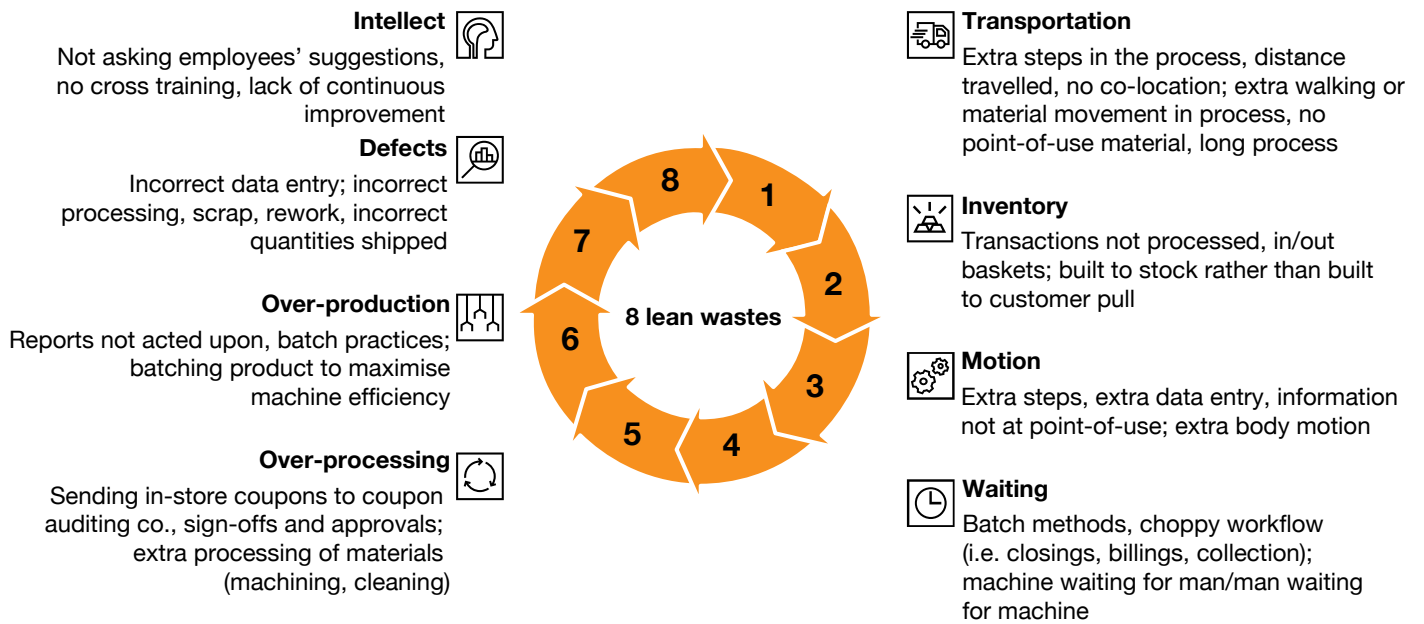 Intellect
Not asking employees’ suggestions,
no cross training, lack of continuous
improvement
Defects
Incorrect data entry; incorrect
processing, scrap, rework, incorrect
quantities shipped
Over-production
Reports not acted upon, batch practices;
batching product to maximise
machine efficiency
Over-processing
Sending in-store coupons to coupon
auditing co., sign-offs and approvals;
extra processing of materials
(machining, cleaning)
8 lean wastes
1
2
3
4
5
6
7
8
Transportation
Extra steps in the process, distance
travelled, no co-location; extra walking or
material movement in process, no
point-of-use material, long process
Inventory
Transactions not processed, in/out
baskets; built to stock rather than built
to customer pull
Motion
Extra steps, extra data entry, information
not at point-of-use; extra body motion
Waiting
Batch methods, choppy workflow
(i.e. closings, billings, collection);
machine waiting for man/man waiting
for machine